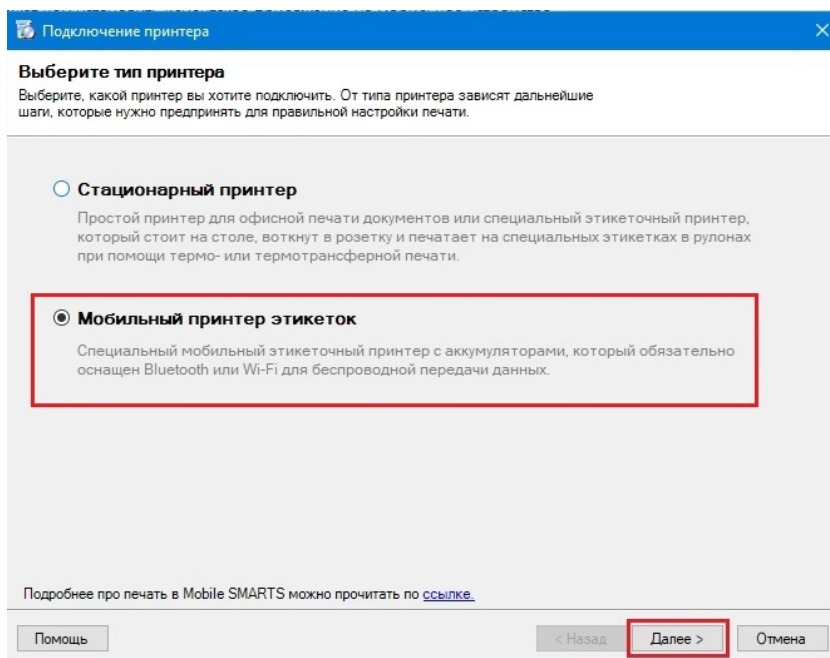 Подключение принтера
Выберите тип принтера
Выберите, какой принтер вы хотите подключить. От типа принтера зависят дальнейшие
шаги, которые нужно предпринять для правильной настройки печати.
Стационарный принтер
Простой принтер для офисной печати документов или специальный этикеточный принтер,
который стоит на столе, воткнут в розетку и печатает на специальных этикетках в рулонах
при помощи термо- или термотрансферной печати.
Мобильный принтер этикеток
Специальный мобильный этикеточный принтер с аккумуляторами, который обязательно
оснащен Bluetooth или Wi-Fi для беспроводной передачи данных.
Подробнее про печать в Mobile SMARTS можно прочитать по ссылке.
Помощь
< Назад
Далее >
Отмена